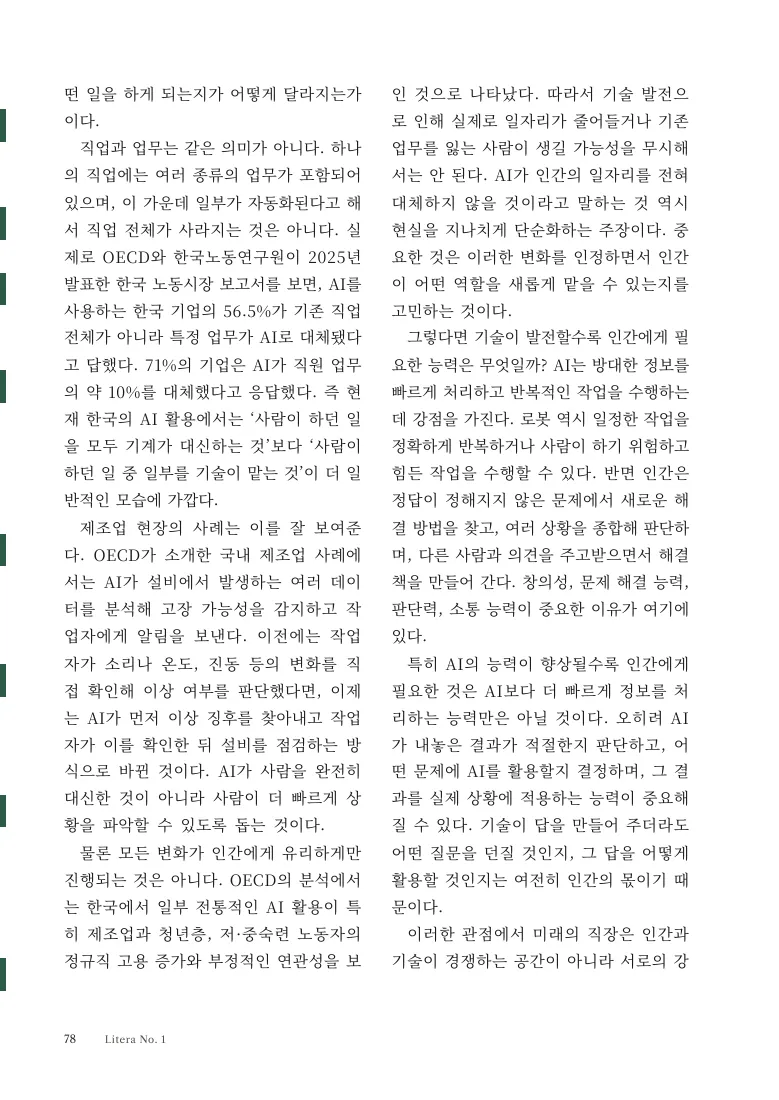 떤 일을 하게 되는지가 어떻게 달라지는가
이다.
직업과 업무는 같은 의미가 아니다. 하나
의 직업에는 여러 종류의 업무가 포함되어
있으며, 이 가운데 일부가 자동화된다고 해
서 직업 전체가 사라지는 것은 아니다. 실
제로 OECD와 한국노동연구원이 2025년
발표한 한국 노동시장 보고서를 보면, AI를
사용하는 한국 기업의 56.5%가 기존 직업
전체가 아니라 특정 업무가 AI로 대체됐다
고 답했다. 71%의 기업은 AI가 직원 업무
의 약 10%를 대체했다고 응답했다. 즉 현
재 한국의 AI 활용에서는 ‘사람이 하던 일
을 모두 기계가 대신하는 것’보다 ‘사람이
하던 일 중 일부를 기술이 맡는 것’이 더 일
반적인 모습에 가깝다.
제조업 현장의 사례는 이를 잘 보여준
다. OECD가 소개한 국내 제조업 사례에
서는 AI가 설비에서 발생하는 여러 데이
터를 분석해 고장 가능성을 감지하고 작
업자에게 알림을 보낸다. 이전에는 작업
자가 소리나 온도, 진동 등의 변화를 직
접 확인해 이상 여부를 판단했다면, 이제
는 AI가 먼저 이상 징후를 찾아내고 작업
자가 이를 확인한 뒤 설비를 점검하는 방
식으로 바뀐 것이다. AI가 사람을 완전히
대신한 것이 아니라 사람이 더 빠르게 상
황을 파악할 수 있도록 돕는 것이다.
물론 모든 변화가 인간에게 유리하게만
진행되는 것은 아니다. OECD의 분석에서
는 한국에서 일부 전통적인 AI 활용이 특
히 제조업과 청년층, 저·중숙련 노동자의
정규직 고용 증가와 부정적인 연관성을 보
인 것으로 나타났다. 따라서 기술 발전으
로 인해 실제로 일자리가 줄어들거나 기존
업무를 잃는 사람이 생길 가능성을 무시해
서는 안 된다. AI가 인간의 일자리를 전혀
대체하지 않을 것이라고 말하는 것 역시
현실을 지나치게 단순화하는 주장이다. 중
요한 것은 이러한 변화를 인정하면서 인간
이 어떤 역할을 새롭게 맡을 수 있는지를
고민하는 것이다.
그렇다면 기술이 발전할수록 인간에게 필
요한 능력은 무엇일까? AI는 방대한 정보를
빠르게 처리하고 반복적인 작업을 수행하는
데 강점을 가진다. 로봇 역시 일정한 작업을
정확하게 반복하거나 사람이 하기 위험하고
힘든 작업을 수행할 수 있다. 반면 인간은
정답이 정해지지 않은 문제에서 새로운 해
결 방법을 찾고, 여러 상황을 종합해 판단하
며, 다른 사람과 의견을 주고받으면서 해결
책을 만들어 간다. 창의성, 문제 해결 능력,
판단력, 소통 능력이 중요한 이유가 여기에
있다.
특히 AI의 능력이 향상될수록 인간에게
필요한 것은 AI보다 더 빠르게 정보를 처
리하는 능력만은 아닐 것이다. 오히려 AI
가 내놓은 결과가 적절한지 판단하고, 어
떤 문제에 AI를 활용할지 결정하며, 그 결
과를 실제 상황에 적용하는 능력이 중요해
질 수 있다. 기술이 답을 만들어 주더라도
어떤 질문을 던질 것인지, 그 답을 어떻게
활용할 것인지는 여전히 인간의 몫이기 때
문이다.
이러한 관점에서 미래의 직장은 인간과
기술이 경쟁하는 공간이 아니라 서로의 강
78 Litera No. 1